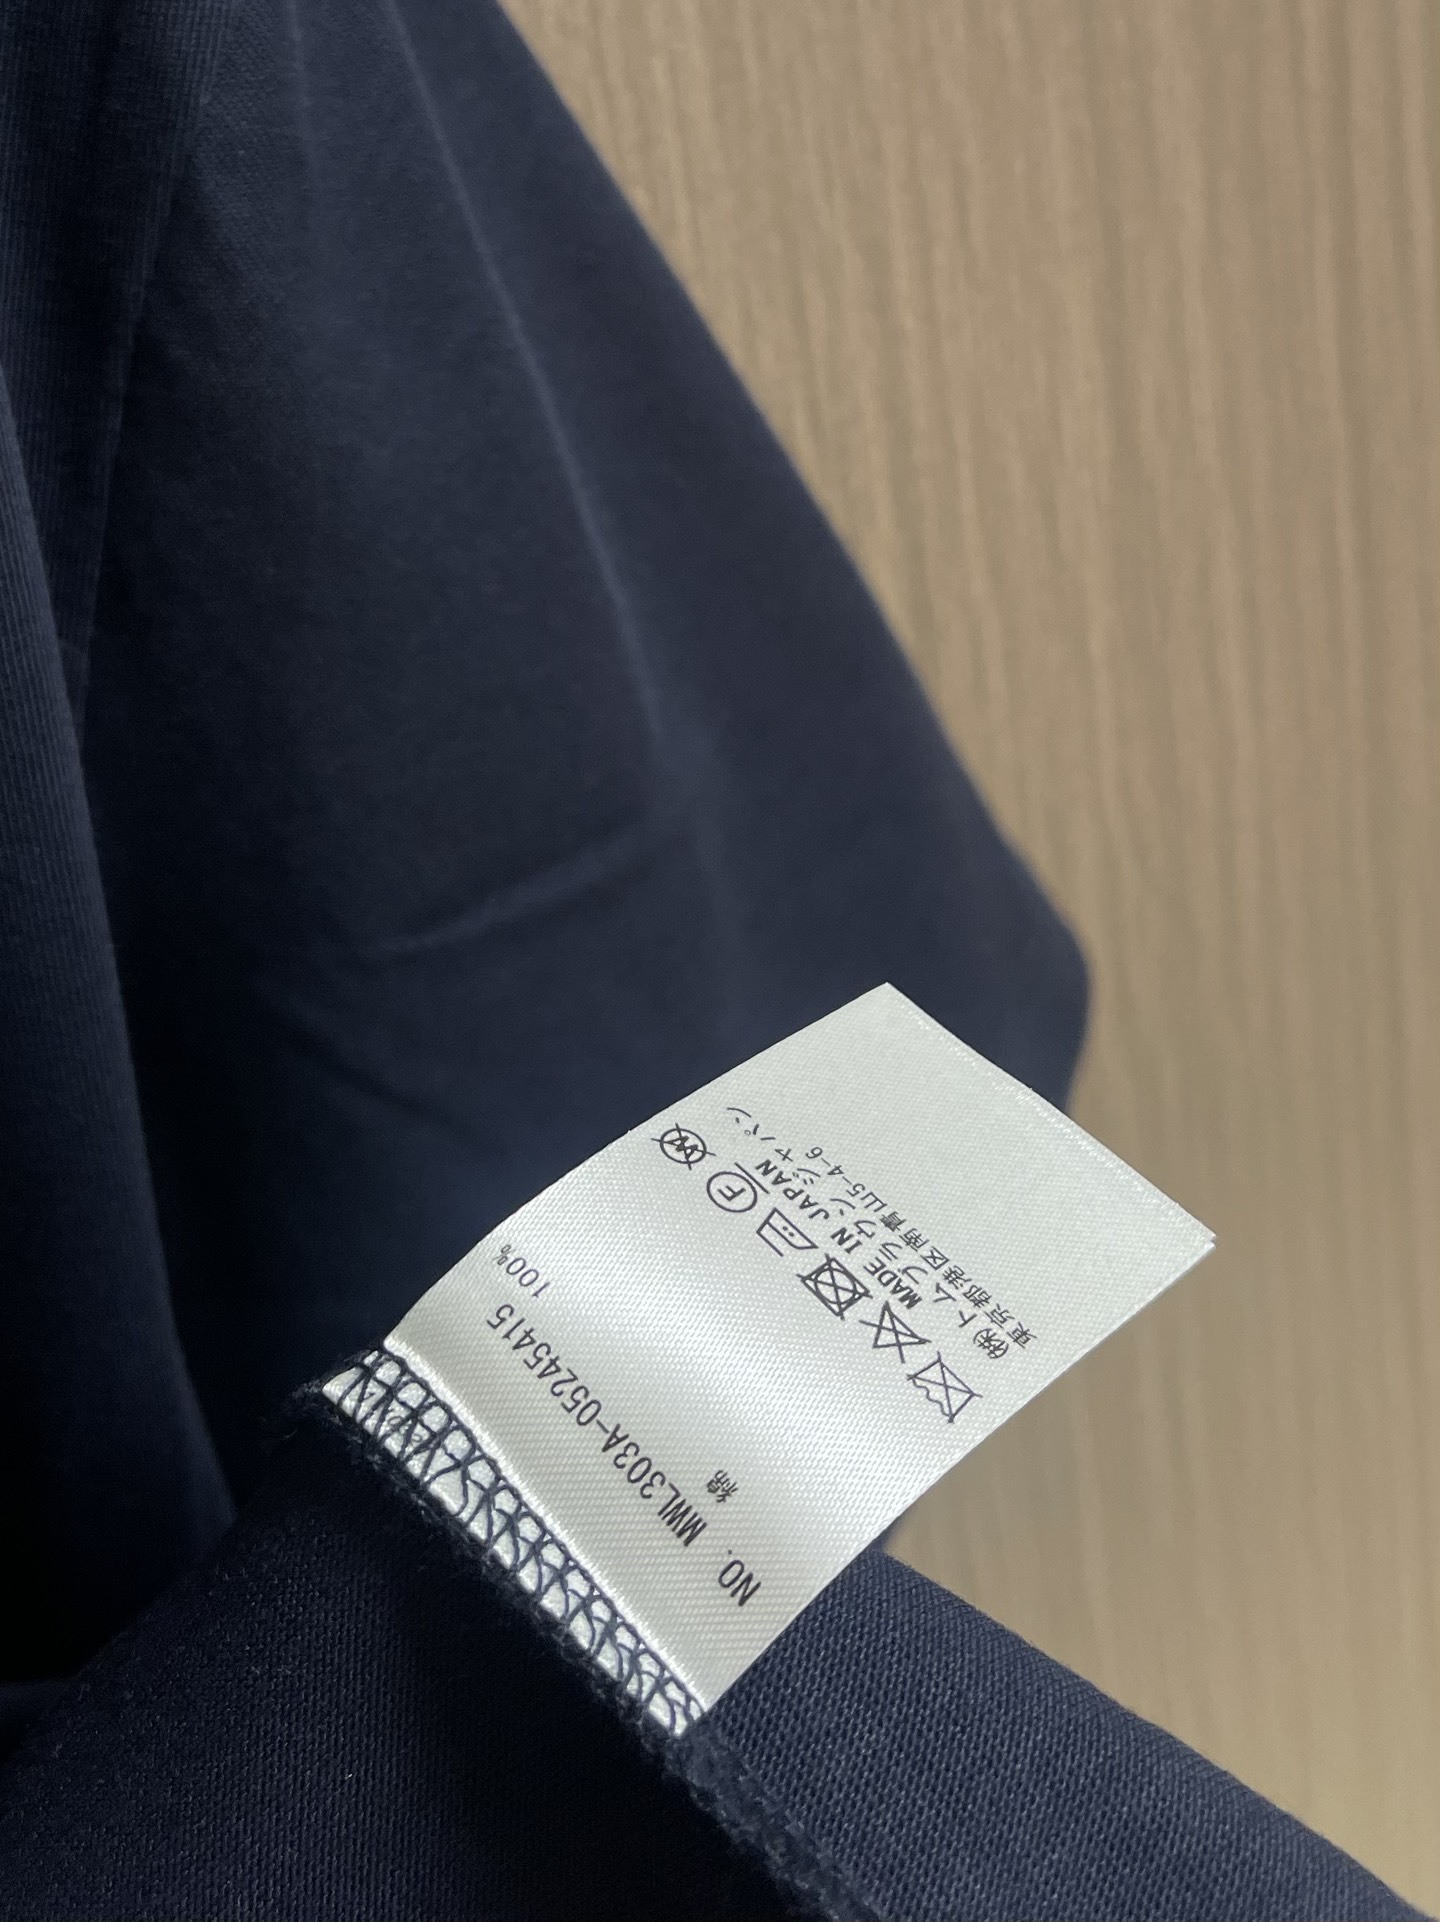 NO. MWL303A-05245415
綿 100%
W
F
MADE IN JAPAN
㈱トム ブラウン ジャパン
東京都港区南青山5-4-6